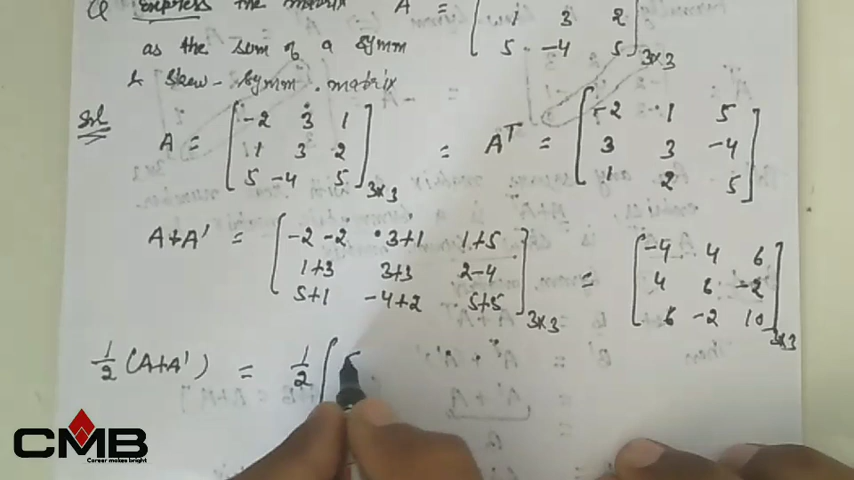 Q Express the matrix A =
1 3 2
5 -4 5 3x3
as the sum of a symm
& skew-symm. matrix
Sol
A = [ -2 3 1 = A^T = [ -2 1 5
1 3 2 3 3 -4
5 -4 5 ] 3x3 1 2 5 ]
A+A' = [ -2-2 3+1 1+5 = [ -4 4 6
1+3 3+3 2-4 4 6 -2
5+1 -4+2 5+5 ] 3x3 6 -2 10 ] 3x3
1/2 (A+A') = 1/2 [
CMB
Career makes bright